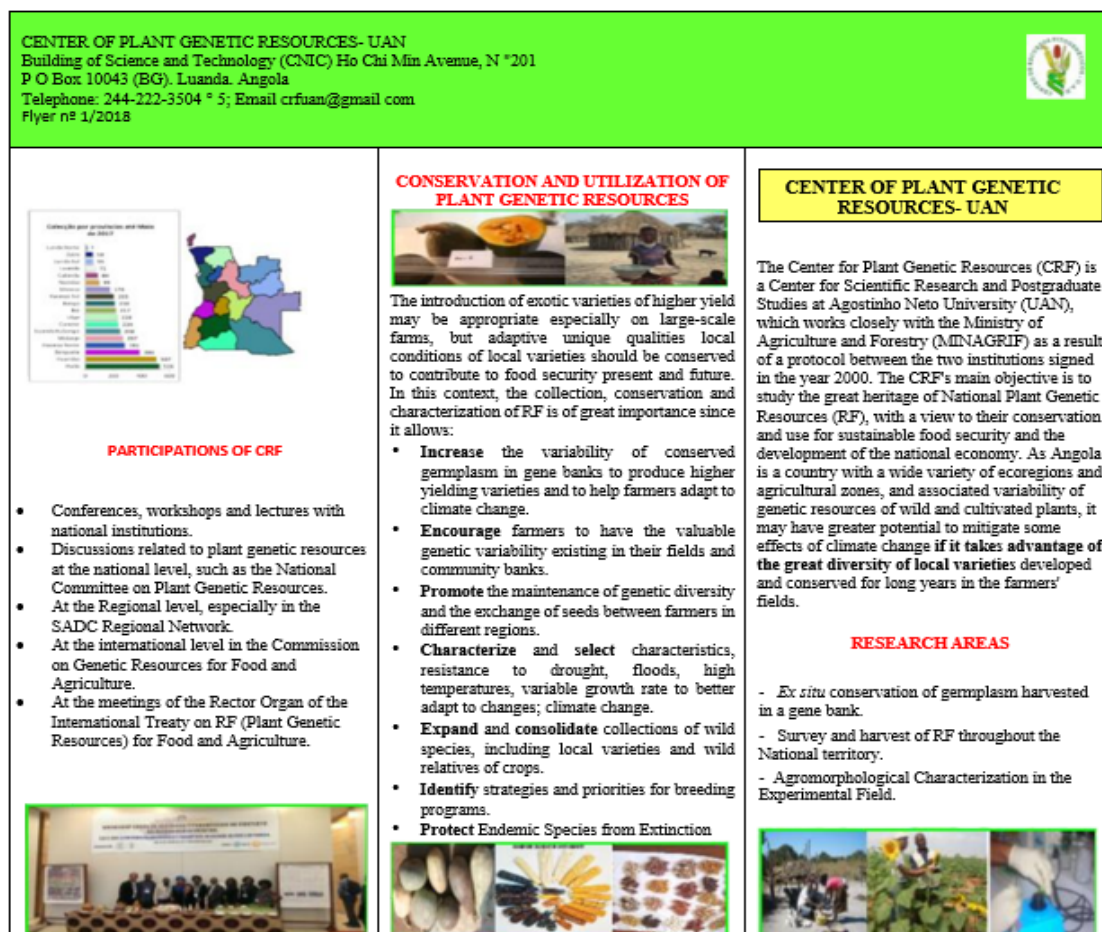 CENTER OF PLANT GENETIC RESOURCES- UAN
Building of Science and Technology (CNIC) Ho Chi Min Avenue, N °201
P O Box 10043 (BG). Luanda. Angola
Telephone: 244-222-3504 ° 5; Email crfuan@gmail com
Flyer nº 1/2018
Colecção por províncias até Maio
de 2017
PARTICIPATIONS OF CRF
• Conferences, workshops and lectures with
national institutions.
• Discussions related to plant genetic resources
at the national level, such as the National
Committee on Plant Genetic Resources.
• At the Regional level, especially in the
SADC Regional Network.
• At the international level in the Commission
on Genetic Resources for Food and
Agriculture.
• At the meetings of the Rector Organ of the
International Treaty on RF (Plant Genetic
Resources) for Food and Agriculture.
CONSERVATION AND UTILIZATION OF
PLANT GENETIC RESOURCES
The introduction of exotic varieties of higher yield
may be appropriate especially on large-scale
farms, but adaptive unique qualities local
conditions of local varieties should be conserved
to contribute to food security present and future.
In this context, the collection, conservation and
characterization of RF is of great importance since
it allows:
• Increase the variability of conserved
germplasm in gene banks to produce higher
yielding varieties and to help farmers adapt to
climate change.
• Encourage farmers to have the valuable
genetic variability existing in their fields and
community banks.
• Promote the maintenance of genetic diversity
and the exchange of seeds between farmers in
different regions.
• Characterize and select characteristics,
resistance to drought, floods, high
temperatures, variable growth rate to better
adapt to changes; climate change.
• Expand and consolidate collections of wild
species, including local varieties and wild
relatives of crops.
• Identify strategies and priorities for breeding
programs.
• Protect Endemic Species from Extinction
CENTER OF PLANT GENETIC
RESOURCES- UAN
The Center for Plant Genetic Resources (CRF) is
a Center for Scientific Research and Postgraduate
Studies at Agostinho Neto University (UAN),
which works closely with the Ministry of
Agriculture and Forestry (MINAGRIF) as a result
of a protocol between the two institutions signed
in the year 2000. The CRF's main objective is to
study the great heritage of National Plant Genetic
Resources (RF), with a view to their conservation
and use for sustainable food security and the
development of the national economy. As Angola
is a country with a wide variety of ecoregions and
agricultural zones, and associated variability of
genetic resources of wild and cultivated plants, it
may have greater potential to mitigate some
effects of climate change if it takes advantage of
the great diversity of local varieties developed
and conserved for long years in the farmers'
fields.
RESEARCH AREAS
- Ex situ conservation of germplasm harvested
in a gene bank.
- Survey and harvest of RF throughout the
National territory.
- Agromorphological Characterization in the
Experimental Field.